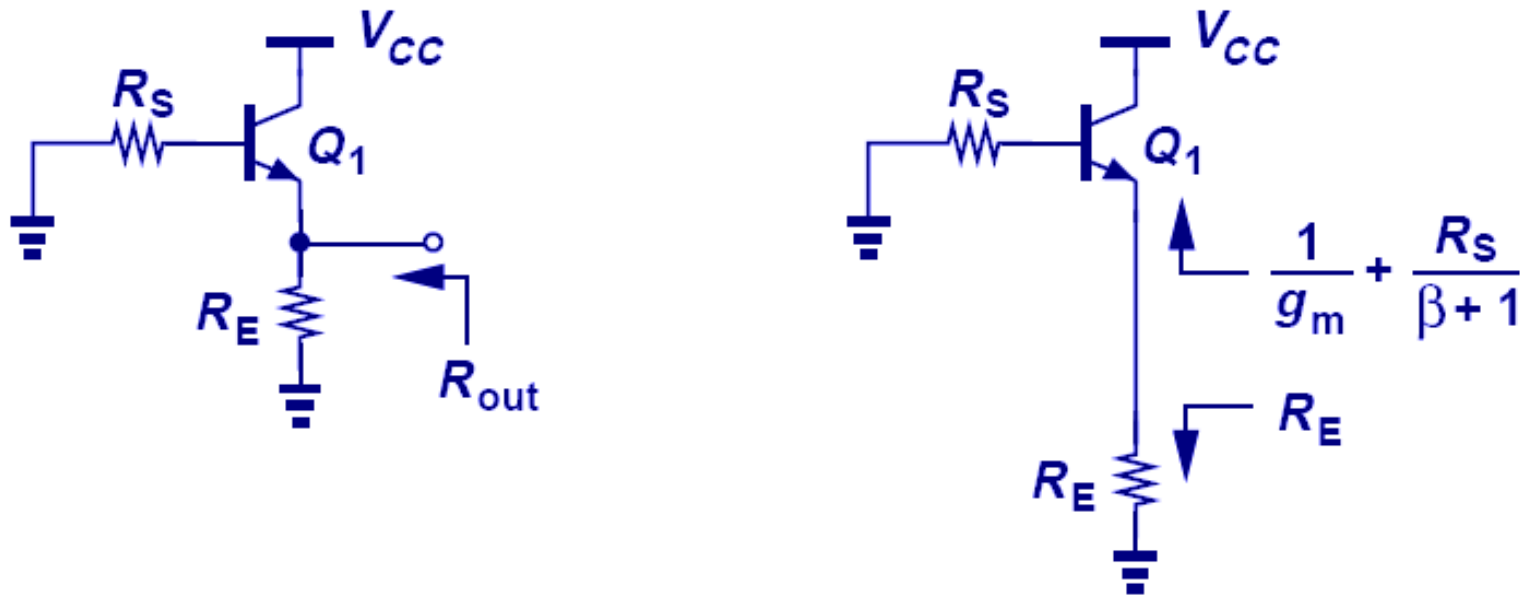 V_CC
R_S
Q_1
R_E
R_out
V_CC
R_S
Q_1
1/g_m + R_S/(β + 1)
R_E
R_E